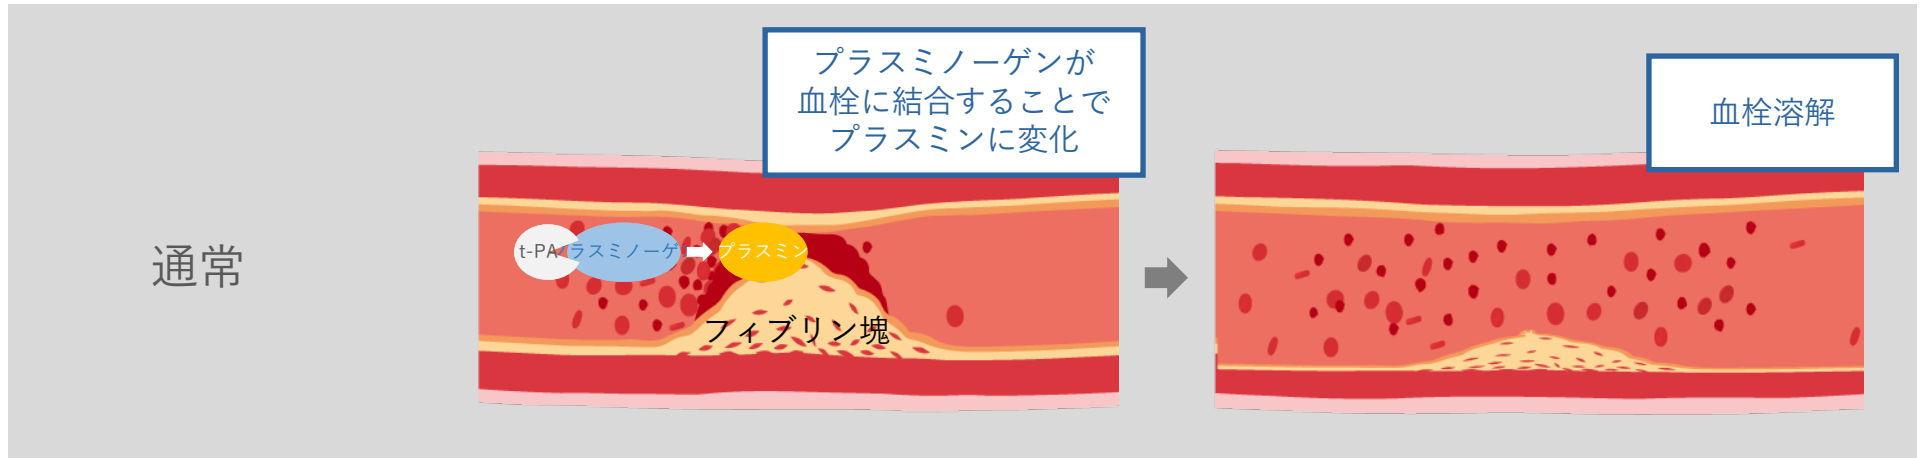 プラスミノーゲンが
血栓に結合することで
プラスミンに変化
血栓溶解
通常
t-PA
ラスミノーゲ
プラスミン
フィブリン塊